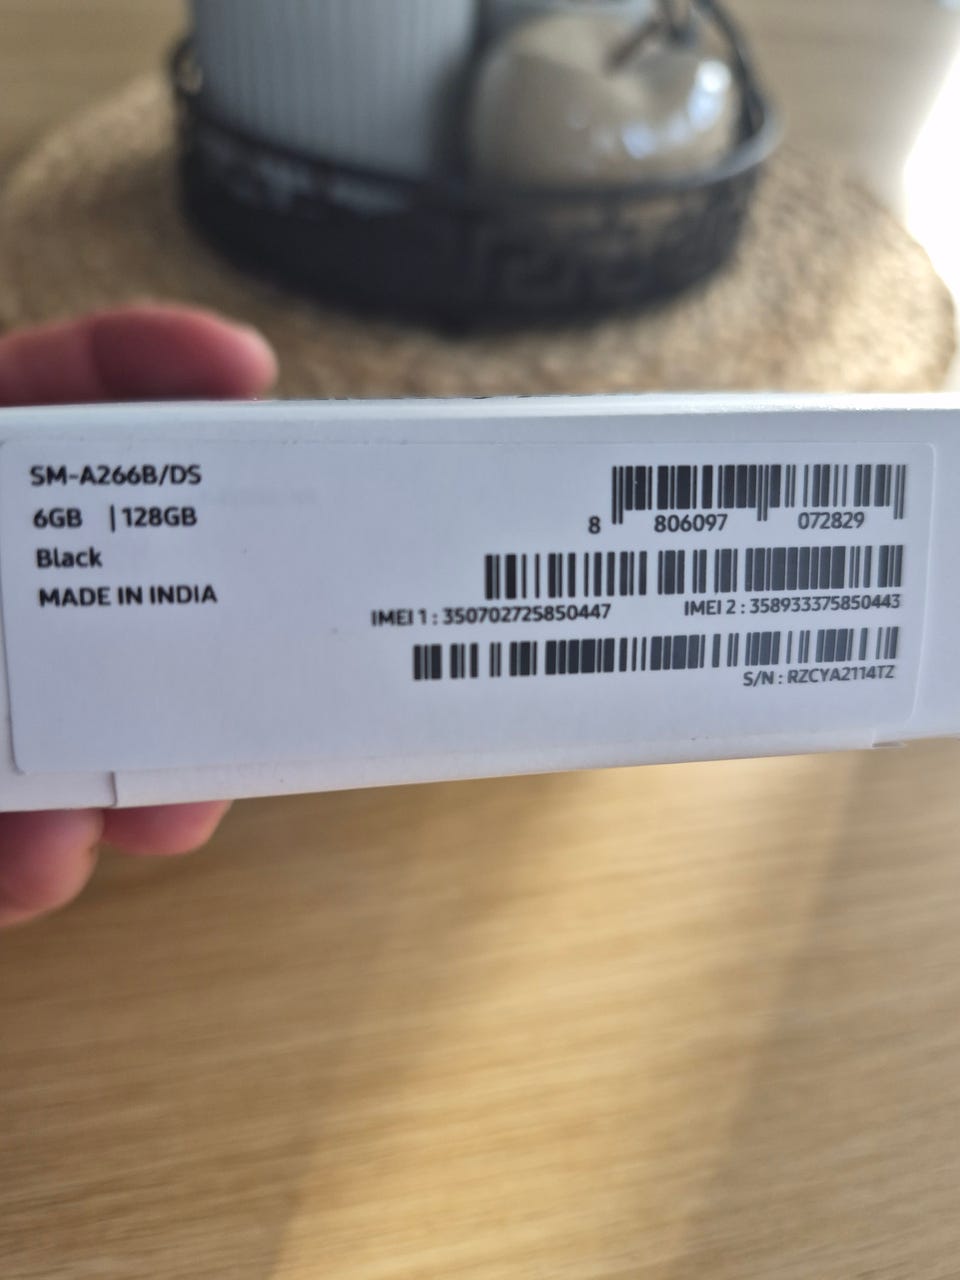 SM-A266B/DS
6GB | 128GB
Black
MADE IN INDIA
8 806097 072829
IMEI 1 : 350702725850447
IMEI 2 : 358933375850443
S/N : RZCYA2114TZ